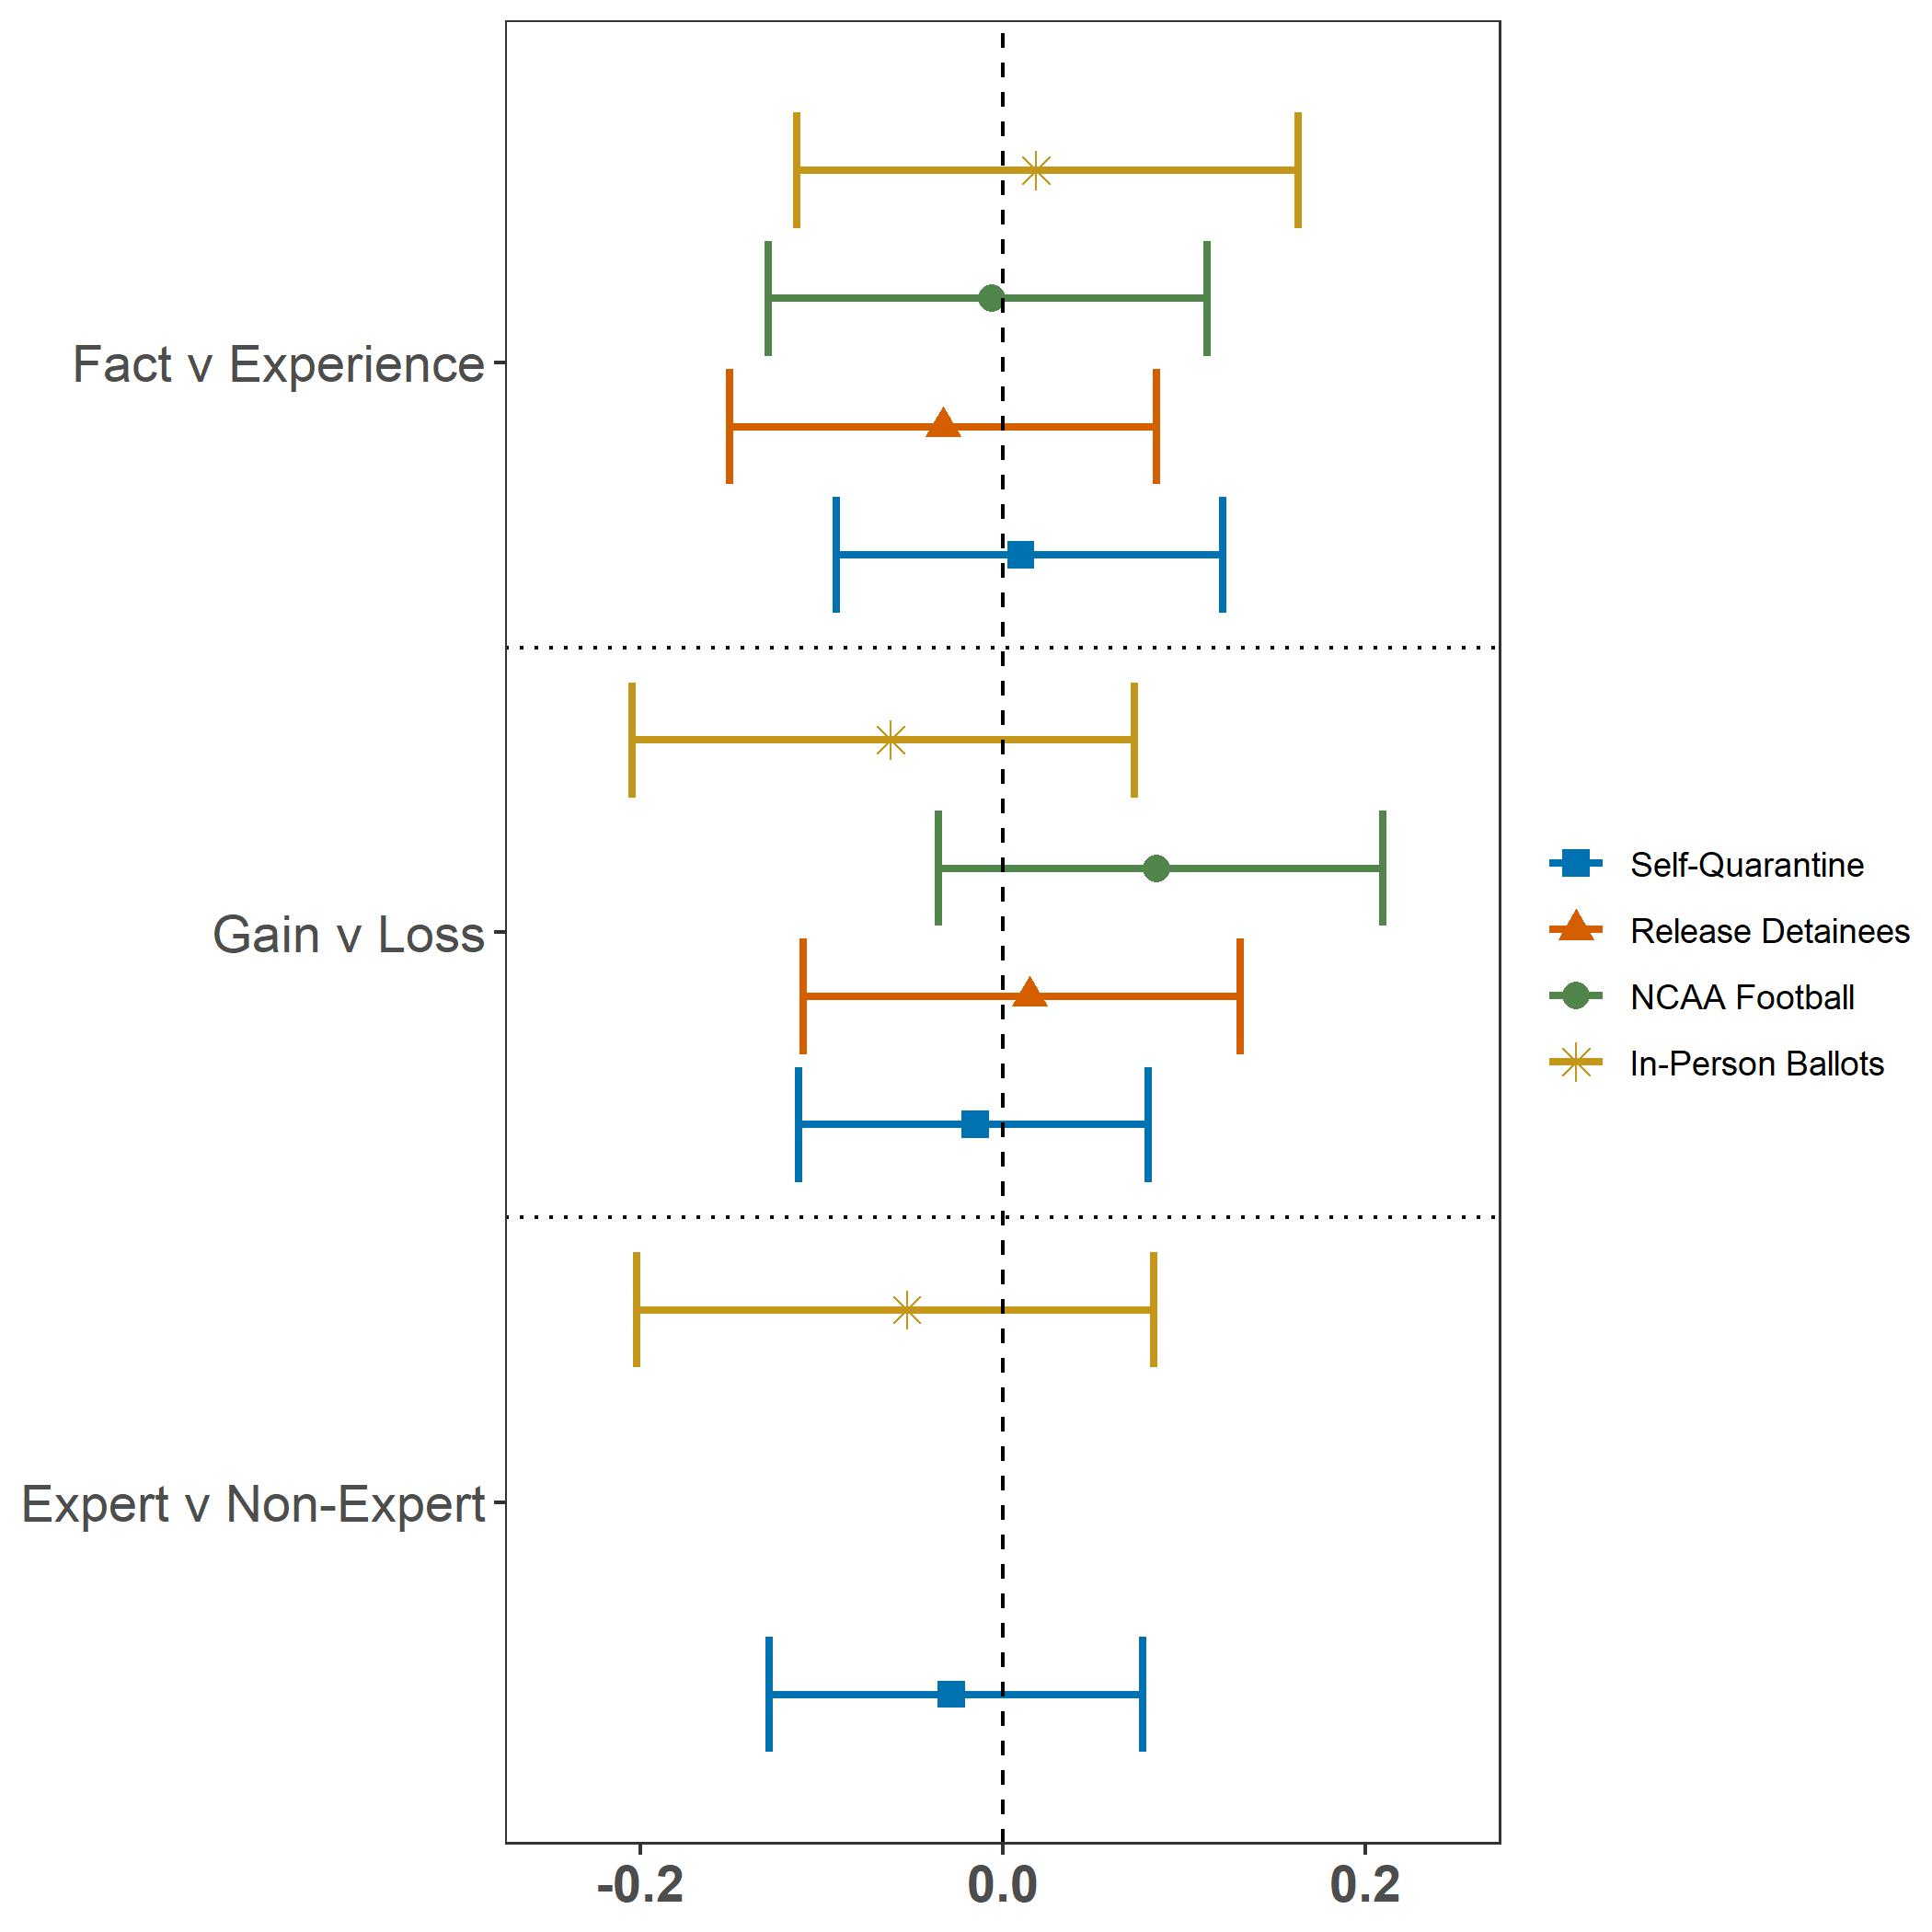 Fact v Experience
Gain v Loss
Expert v Non-Expert
-0.2 0.0 0.2
Self-Quarantine
Release Detainees
NCAA Football
In-Person Ballots